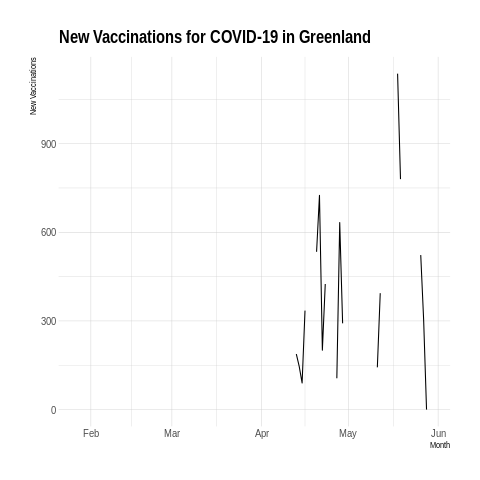 New Vaccinations for COVID-19 in Greenland
New Vaccinations
900
600
300
0
Feb Mar Apr May Jun
Month